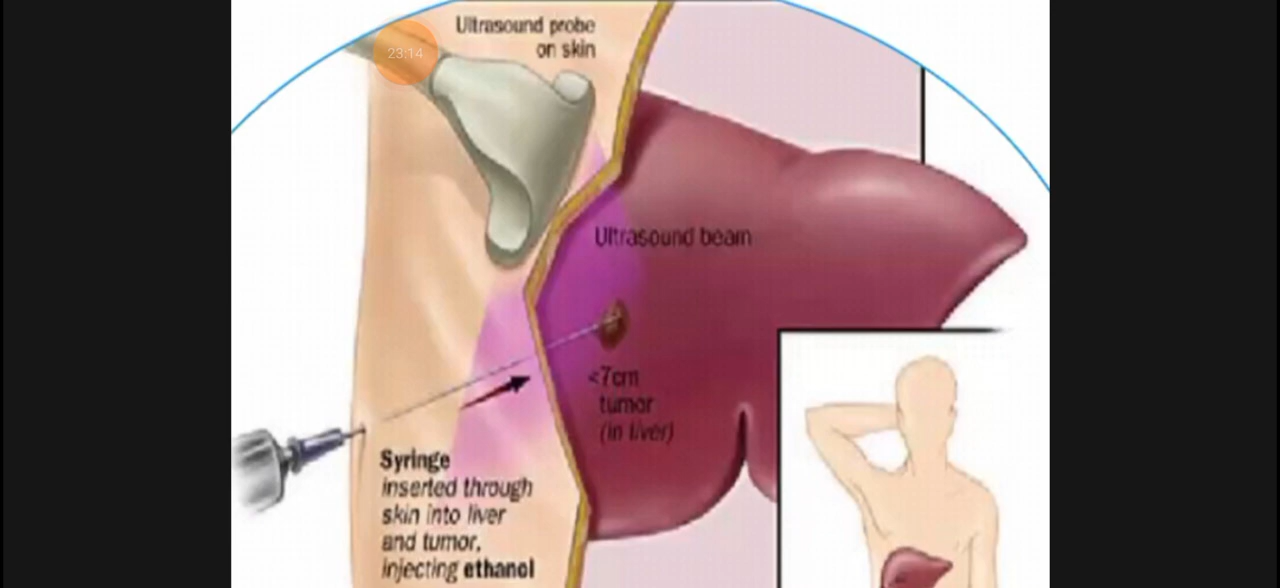 23:14
Ultrasound probe
on skin
Ultrasound beam
<7cm
tumor
(in liver)
Syringe
inserted through
skin into liver
and tumor,
injecting ethanol